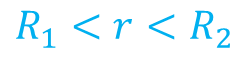 R₁ < r < R₂